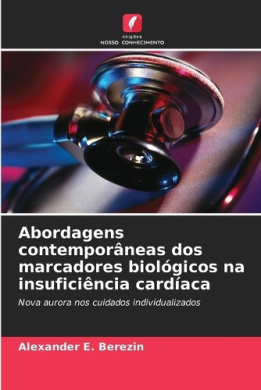 edições
NOSSO CONHECIMENTO
Abordagens
contemporâneas dos
marcadores biológicos na
insuficiência cardíaca
Nova aurora nos cuidados individualizados
Alexander E. Berezin